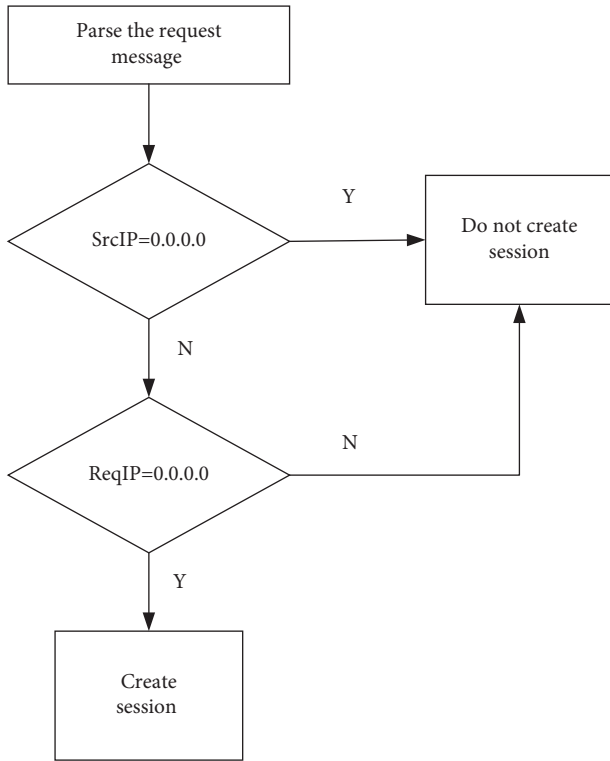 Parse the request
message
Y
SrcIP=0.0.0.0
Do not create
session
N
N
ReqIP=0.0.0.0
Y
Create
session